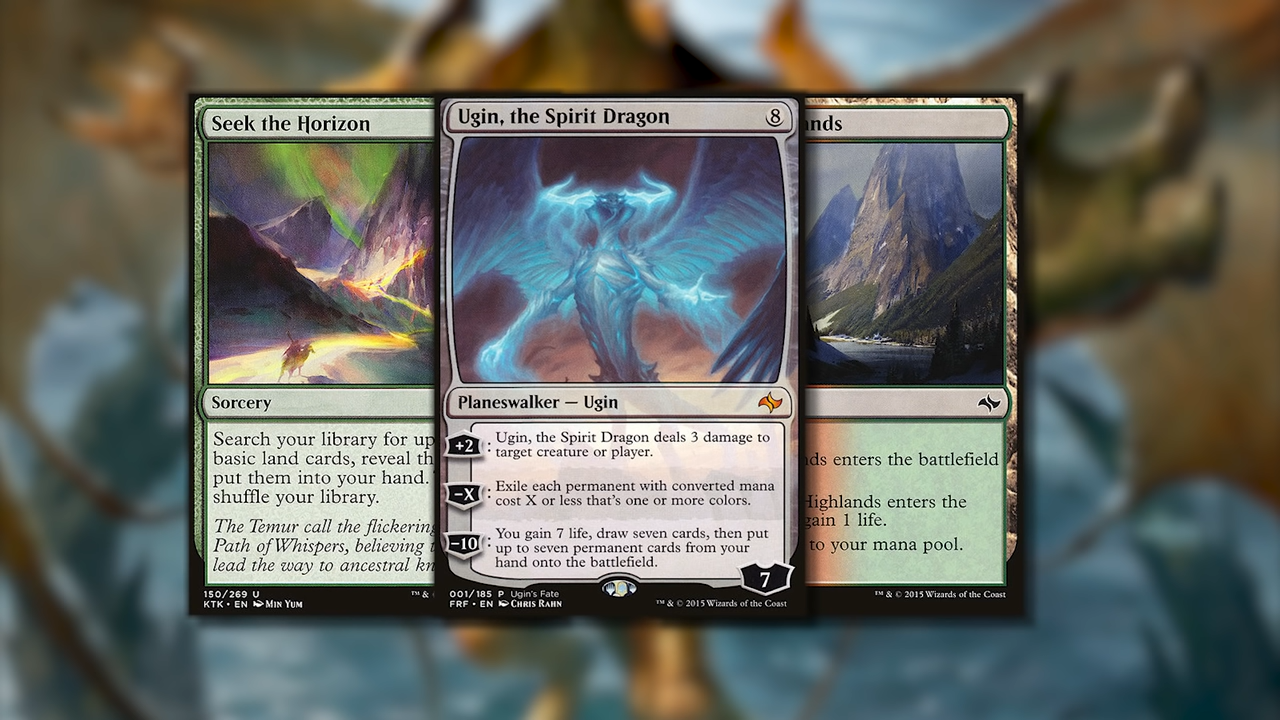 Seek the Horizon
Sorcery
Search your library for up
basic land cards, reveal th
put them into your hand.
shuffle your library.
The Temur call the flickering
Path of Whispers, believing
lead the way to ancestral kn
150/269 U
KTK • EN Min Yum
™ & ©
Ugin, the Spirit Dragon
8
Planeswalker — Ugin
+2: Ugin, the Spirit Dragon deals 3 damage to
target creature or player.
−X: Exile each permanent with converted mana
cost X or less that's one or more colors.
−10: You gain 7 life, draw seven cards, then put
up to seven permanent cards from your
hand onto the battlefield.
7
001/185 P Ugin's Fate
FRF • EN Chris Rahn
™ & © 2015 Wizards of the Coast
nds
ds enters the battlefield
Highlands enters the
gain 1 life.
to your mana pool.
™ & © 2015 Wizards of the Coast